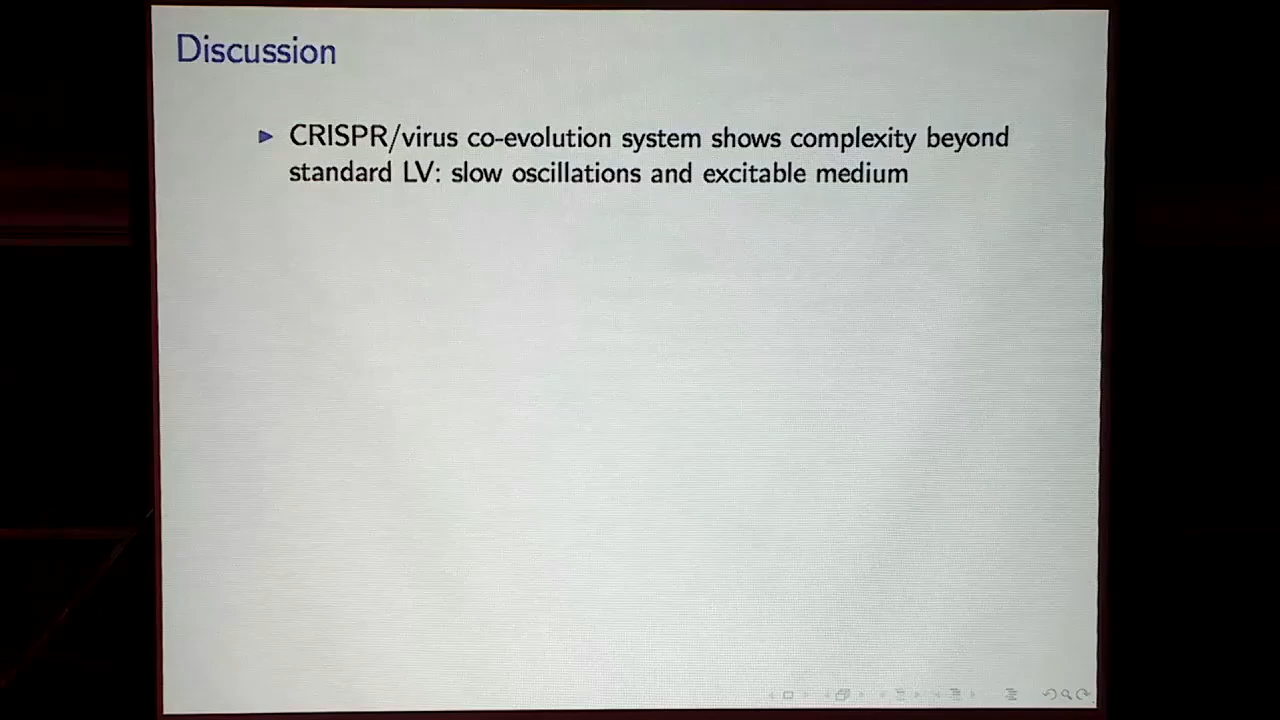 Discussion
CRISPR/virus co-evolution system shows complexity beyond
standard LV: slow oscillations and excitable medium